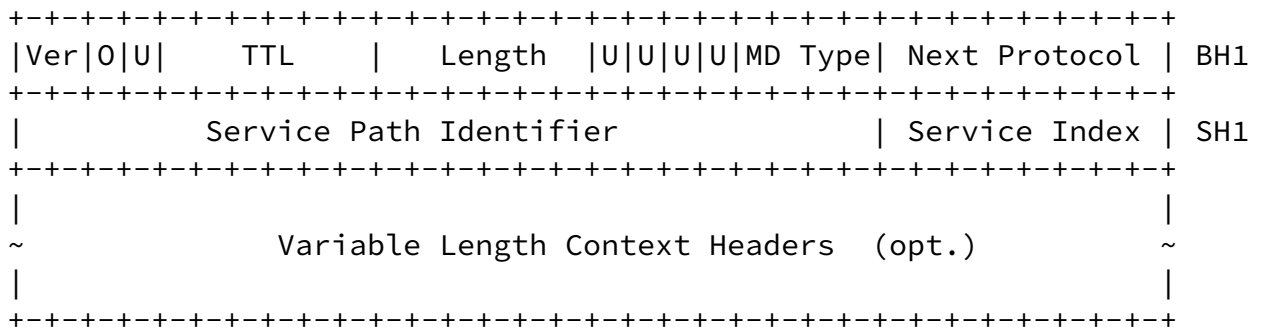 +-+-+-+-+-+-+-+-+-+-+-+-+-+-+-+-+-+-+-+-+-+-+-+-+-+-+-+-+-+-+-+-+
|Ver|O|U|    TTL    |   Length  |U|U|U|U|MD Type| Next Protocol | BH1
+-+-+-+-+-+-+-+-+-+-+-+-+-+-+-+-+-+-+-+-+-+-+-+-+-+-+-+-+-+-+-+-+
|          Service Path Identifier              | Service Index | SH1
+-+-+-+-+-+-+-+-+-+-+-+-+-+-+-+-+-+-+-+-+-+-+-+-+-+-+-+-+-+-+-+-+
|                                                               |
~              Variable Length Context Headers  (opt.)          ~
|                                                               |
+-+-+-+-+-+-+-+-+-+-+-+-+-+-+-+-+-+-+-+-+-+-+-+-+-+-+-+-+-+-+-+-+